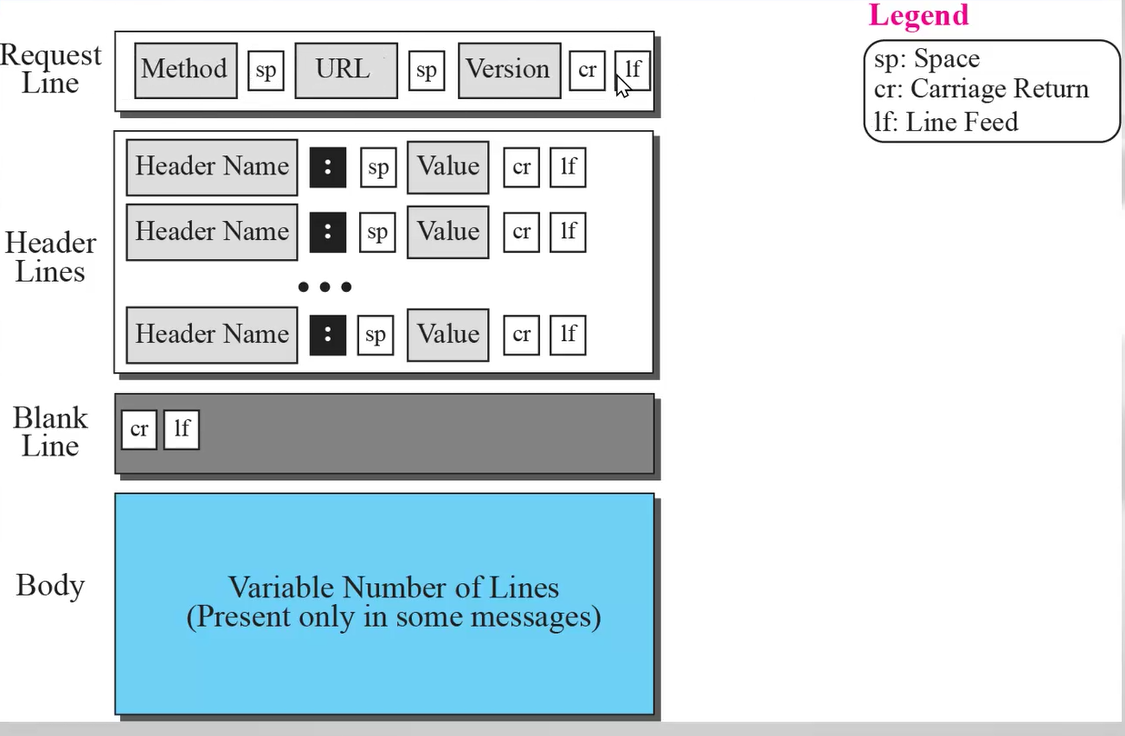 Legend
sp: Space
cr: Carriage Return
lf: Line Feed
Request
Line
Method sp URL sp Version cr lf
Header
Lines
Header Name : sp Value cr lf
Header Name : sp Value cr lf
Header Name : sp Value cr lf
Blank
Line
cr lf
Body
Variable Number of Lines
(Present only in some messages)